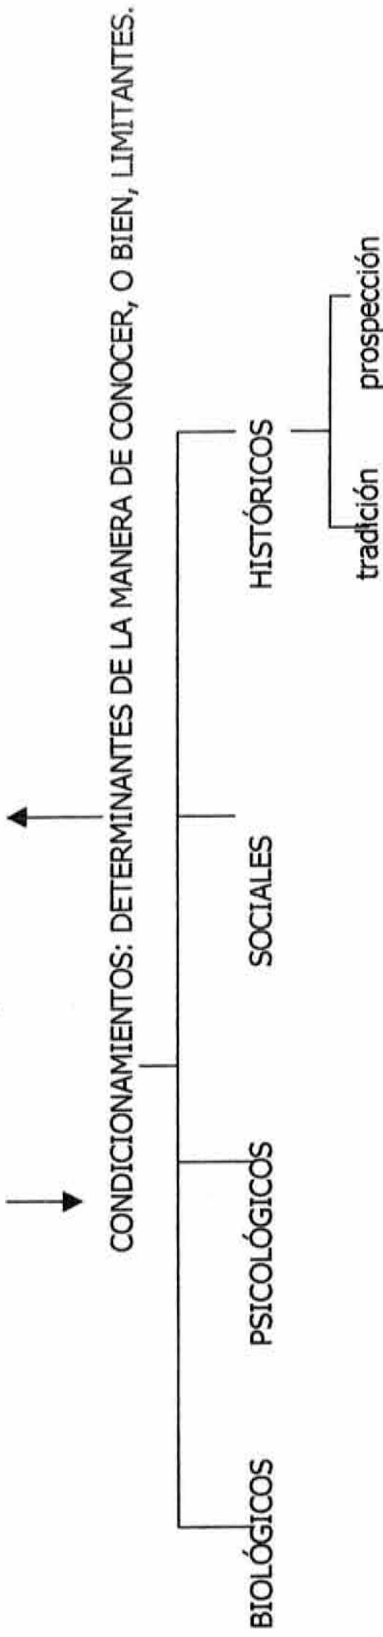 CONDICIONAMIENTOS: DETERMINANTES DE LA MANERA DE CONOCER, O BIEN, LIMITANTES.
BIOLÓGICOS PSICOLÓGICOS SOCIALES HISTÓRICOS
tradición prospección